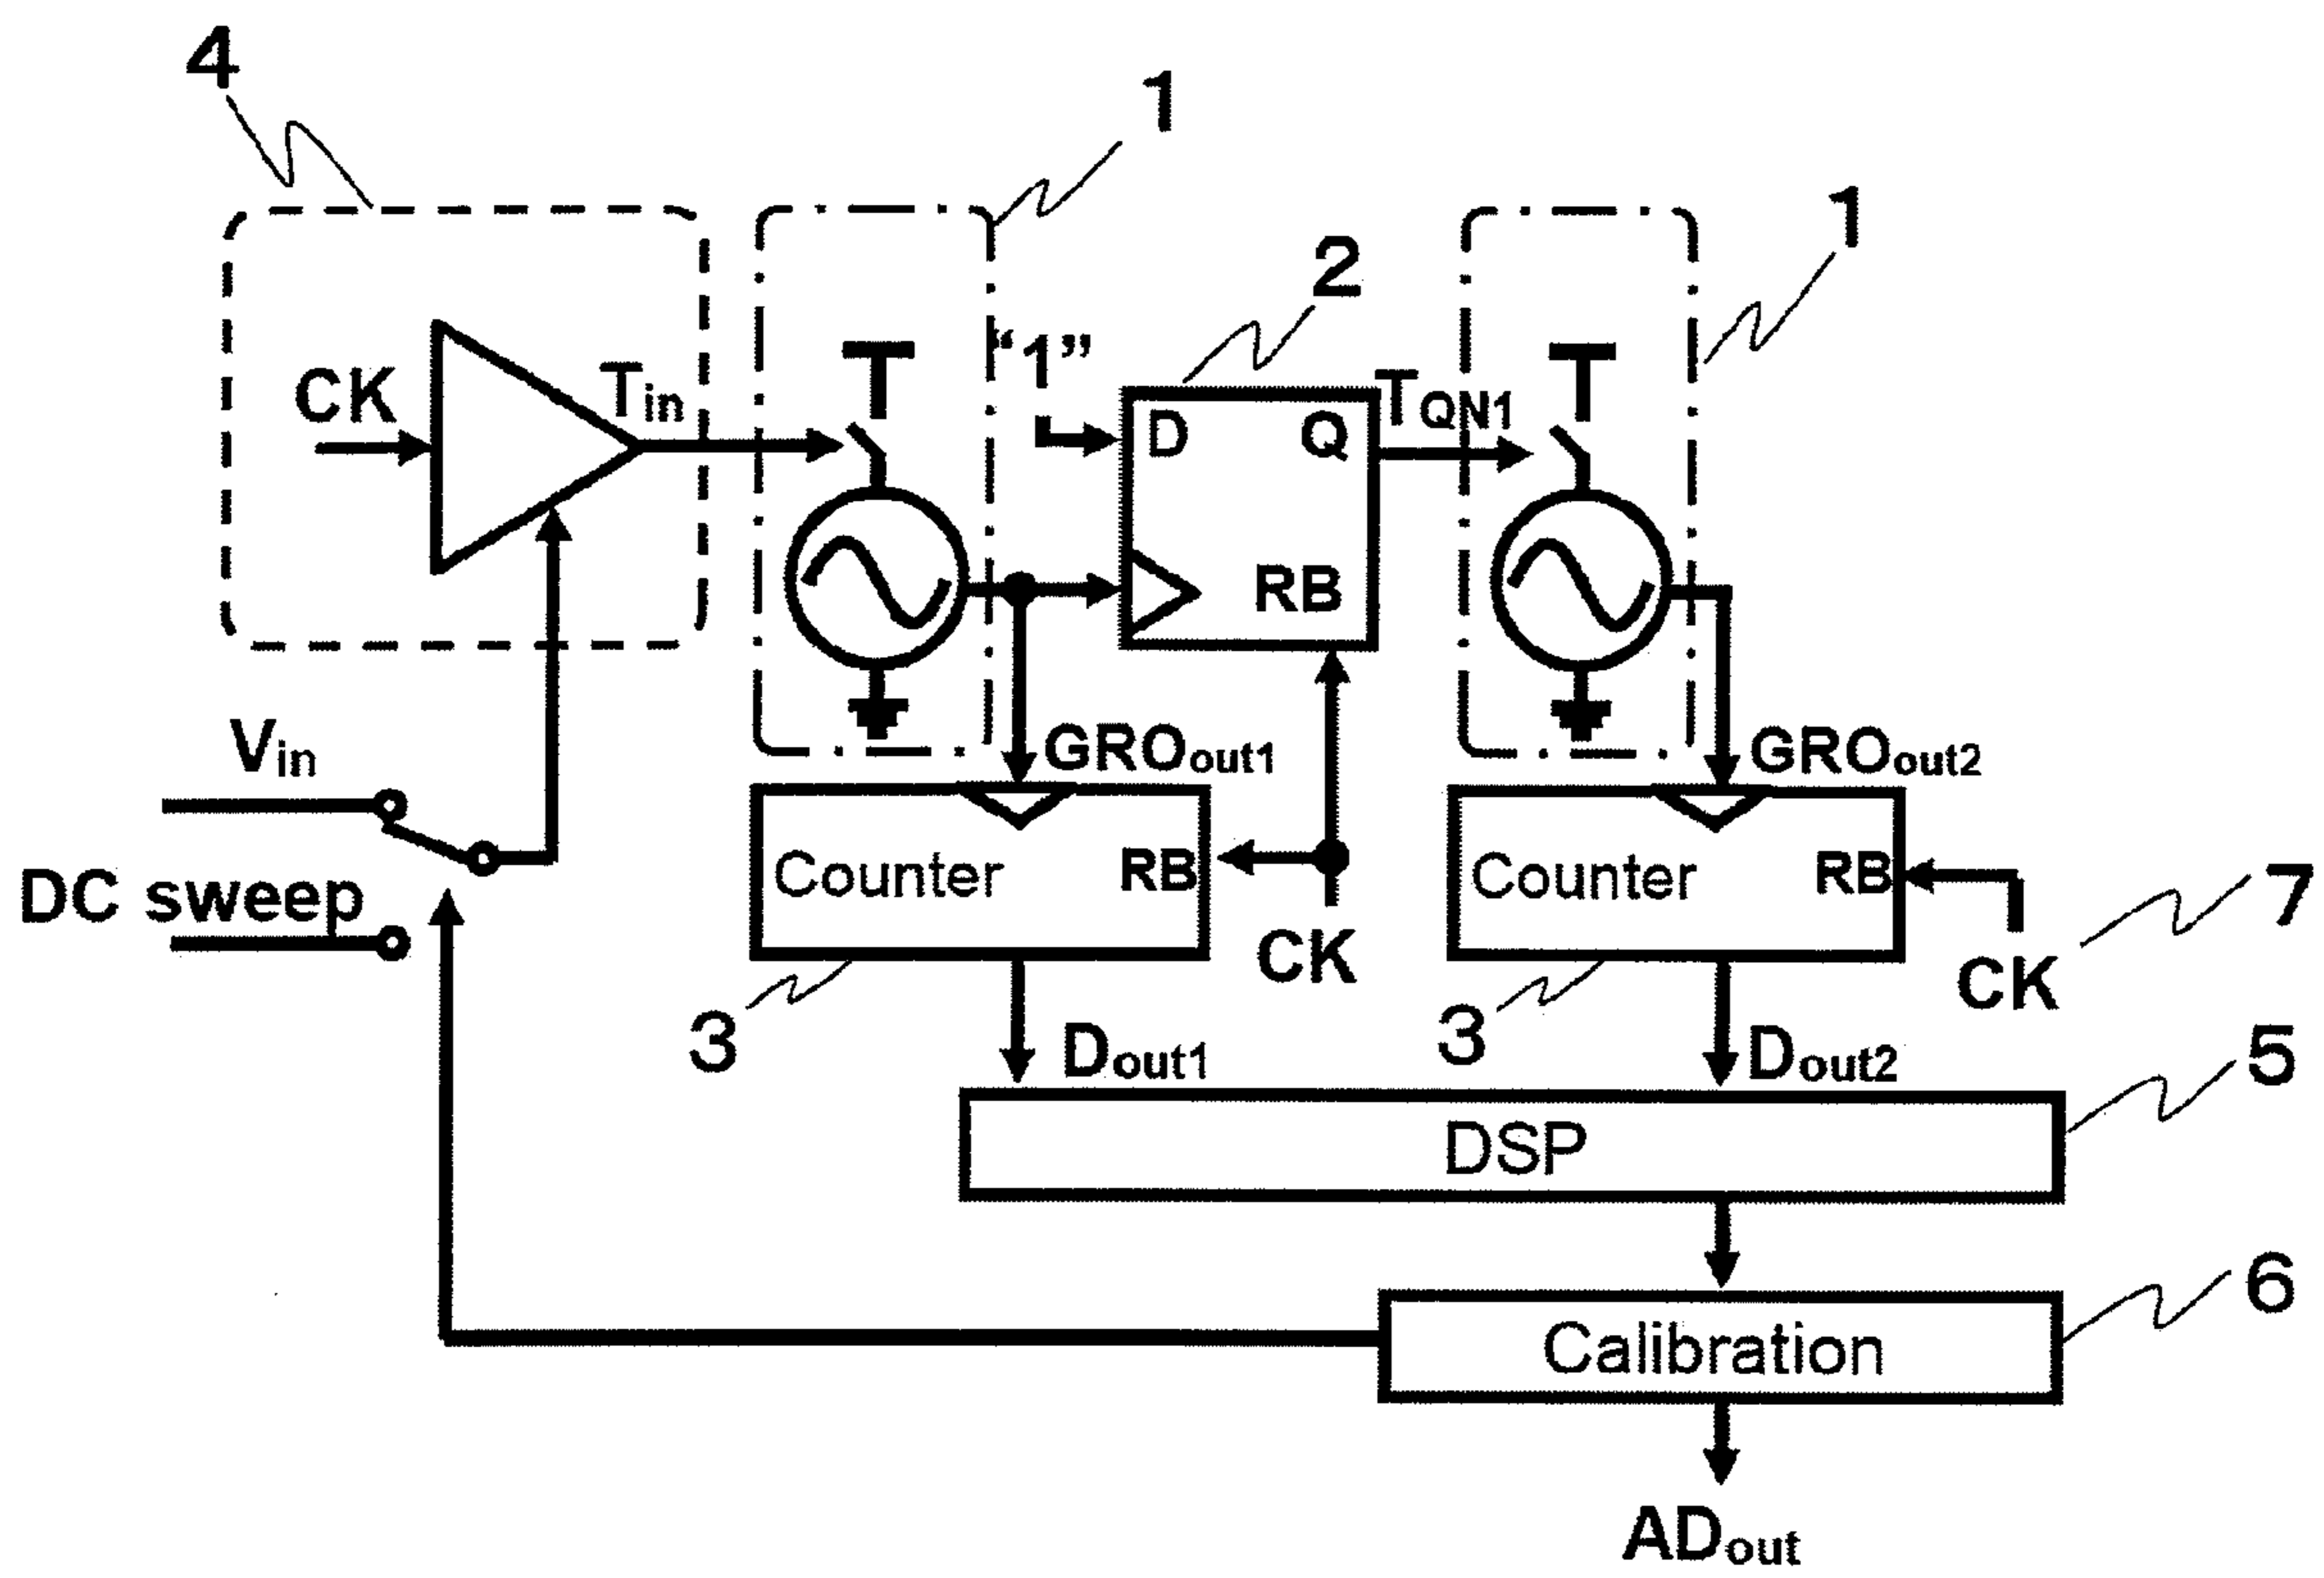 4
1
1
2
"1"
CK
Tin
D
Q
TQN1
RB
Vin
GROout1
GROout2
DC sweep
Counter
RB
Counter
RB
7
CK
CK
3
3
Dout1
Dout2
5
DSP
6
Calibration
ADout